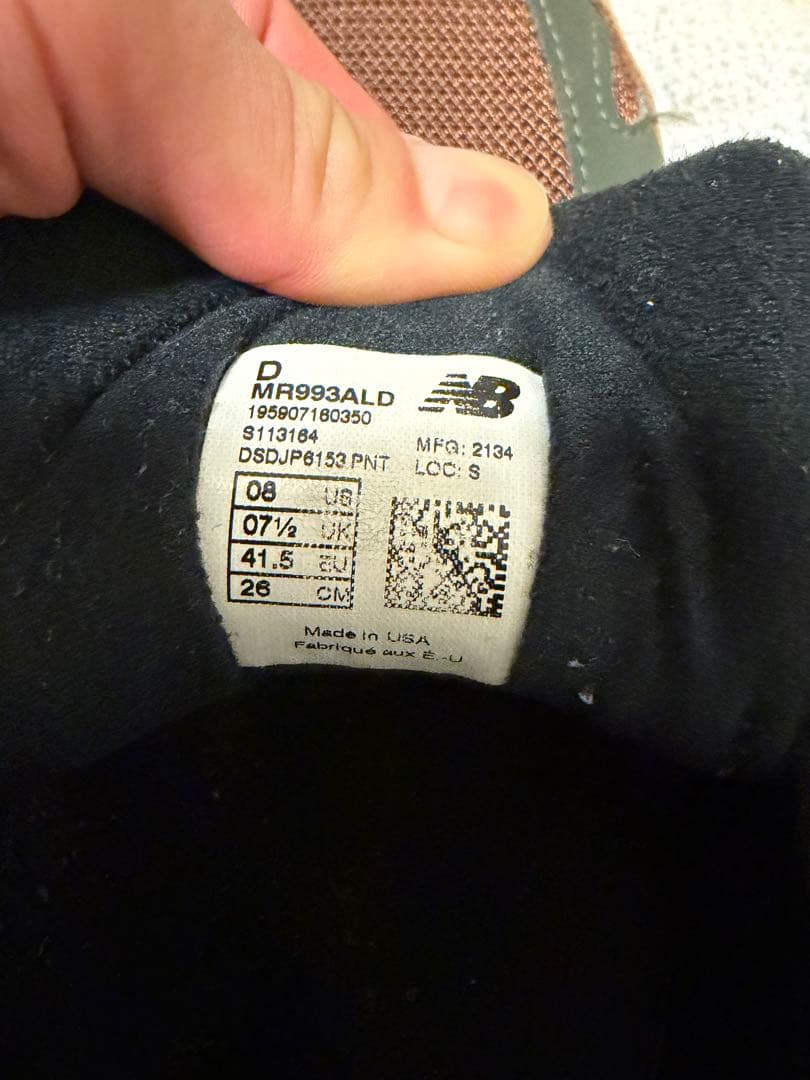 D
MR993ALD
NB
195907160350
S113164
MFG: 2134
DSDJP6153 PNT
LOC: S
08 US
07½ UK
41.5 EU
26 CM
Made in USA
Fabriqué aux É.-U